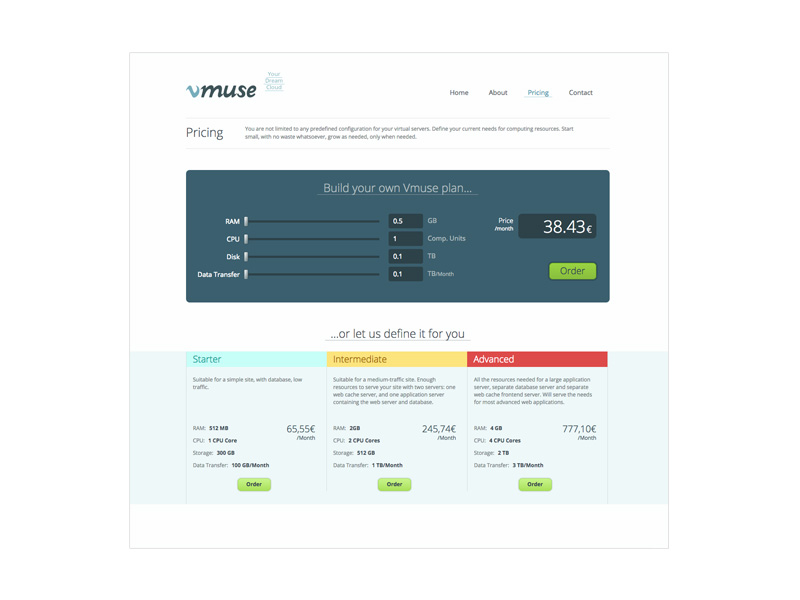 vmuse
Your
Dream
Cloud
Home About Pricing Contact
Pricing
You are not limited to any predefined configuration for your virtual servers. Define your current needs for computing resources. Start
small, with no waste whatsoever, grow as needed, only when needed.
Build your own Vmuse plan...
RAM 0.5 GB
CPU 1 Comp. Units
Disk 0.1 TB
Data Transfer 0.1 TB/Month
Price
/month
38.43€
Order
...or let us define it for you
Starter
Suitable for a simple site, with database, low
traffic.
RAM: 512 MB
CPU: 1 CPU Core
Storage: 300 GB
Data Transfer: 100 GB/Month
65,55€
/Month
Order
Intermediate
Suitable for a medium-traffic site. Enough
resources to serve your site with two servers: one
web cache server, and one application server
containing the web server and database.
RAM: 2GB
CPU: 2 CPU Cores
Storage: 512 GB
Data Transfer: 1 TB/Month
245,74€
/Month
Order
Advanced
All the resources needed for a large application
server, separate database server and separate
web cache frontend server. Will serve the needs
for most advanced web applications.
RAM: 4 GB
CPU: 4 CPU Cores
Storage: 2 TB
Data Transfer: 3 TB/Month
777,10€
/Month
Order